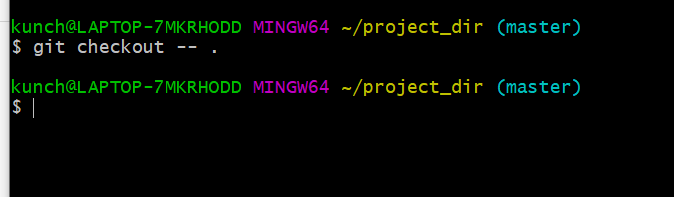 kunch@LAPTOP-7MKRHODD MINGW64 ~/project_dir (master)
$ git checkout -- .
kunch@LAPTOP-7MKRHODD MINGW64 ~/project_dir (master)
$